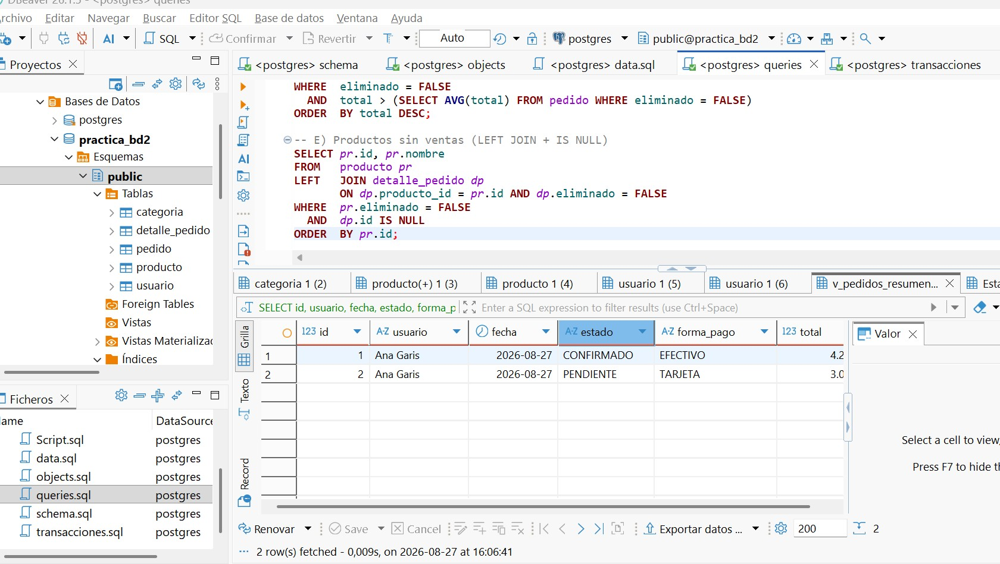 DBeaver 26.1.3 - <postgres> queries
rchivo Editar Navegar Buscar Editor SQL Base de datos Ventana Ayuda
AI SQL Confirmar Revertir T Auto postgres public@practica_bd2
Proyectos
<postgres> schema <postgres> objects <postgres> data.sql <postgres> queries <postgres> transacciones
Bases de Datos
postgres
practica_bd2
Esquemas
public
Tablas
categoria
detalle_pedido
pedido
producto
usuario
Foreign Tables
Vistas
Vistas Materializac
Índices
WHERE eliminado = FALSE
AND total > (SELECT AVG(total) FROM pedido WHERE eliminado = FALSE)
ORDER BY total DESC;
-- E) Productos sin ventas (LEFT JOIN + IS NULL)
SELECT pr.id, pr.nombre
FROM producto pr
LEFT JOIN detalle_pedido dp
ON dp.producto_id = pr.id AND dp.eliminado = FALSE
WHERE pr.eliminado = FALSE
AND dp.id IS NULL
ORDER BY pr.id;
AI
categoria 1 (2) producto(+) 1 (3) producto 1 (4) usuario 1 (5) usuario 1 (6) v_pedidos_resumen... Esta
SELECT id, usuario, fecha, estado, forma_p Enter a SQL expression to filter results (use Ctrl+Space)
Grilla
Texto
Record
123 id A-Z usuario fecha A-Z estado A-Z forma_pago 123 total
1 1 Ana Garis 2026-08-27 CONFIRMADO EFECTIVO 4.2
2 2 Ana Garis 2026-08-27 PENDIENTE TARJETA 3.0
Valor
Select a cell to view,
Press F7 to hide th
Ficheros
ame DataSource
Script.sql postgres
data.sql postgres
objects.sql postgres
queries.sql postgres
schema.sql postgres
transacciones.sql postgres
Renovar Save Cancel Exportar datos ... 200 2
2 row(s) fetched - 0,009s, on 2026-08-27 at 16:06:41